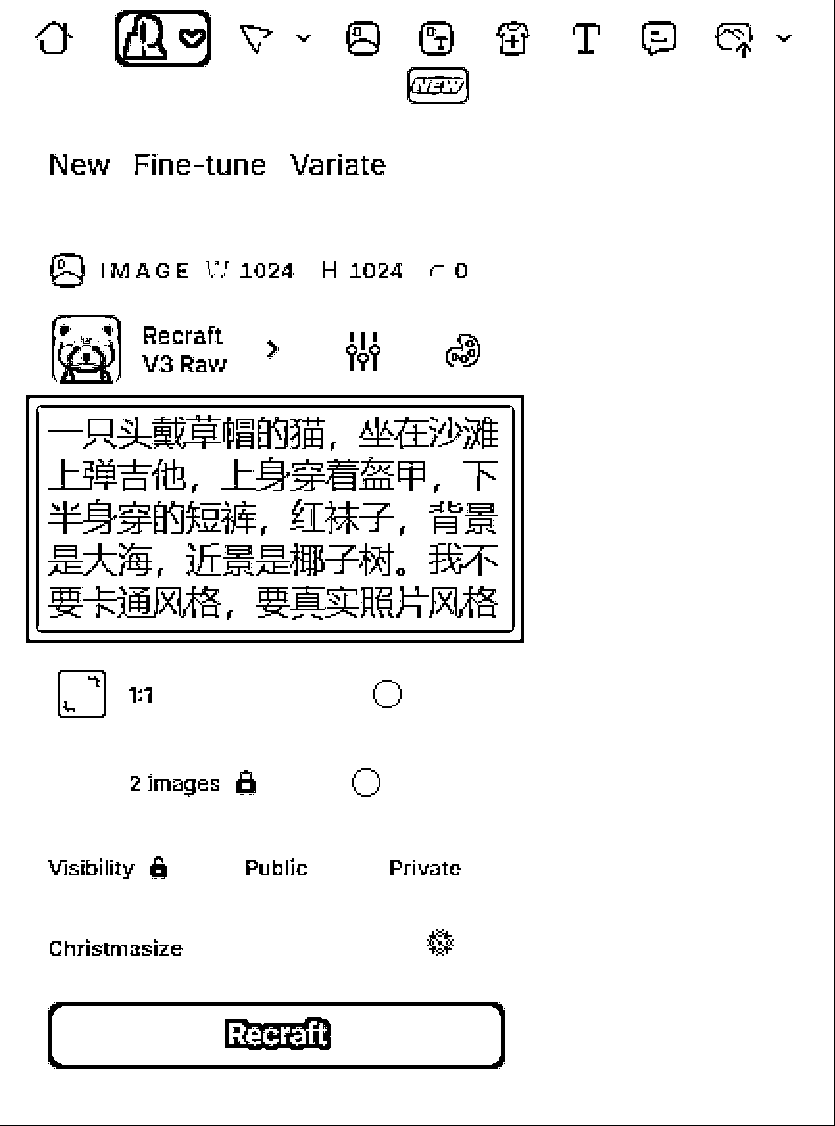 T
NEW
New Fine-tune Variate
IMAGE W 1024 H 1024 0
Recraft
V3 Raw
一只头戴草帽的猫，坐在沙滩
上弹吉他，上身穿着盔甲，下
半身穿的短裤，红袜子，背景
是大海，近景是椰子树。我不
要卡通风格，要真实照片风格
1:1
2 images
Visibility Public Private
Christmasize
Recraft